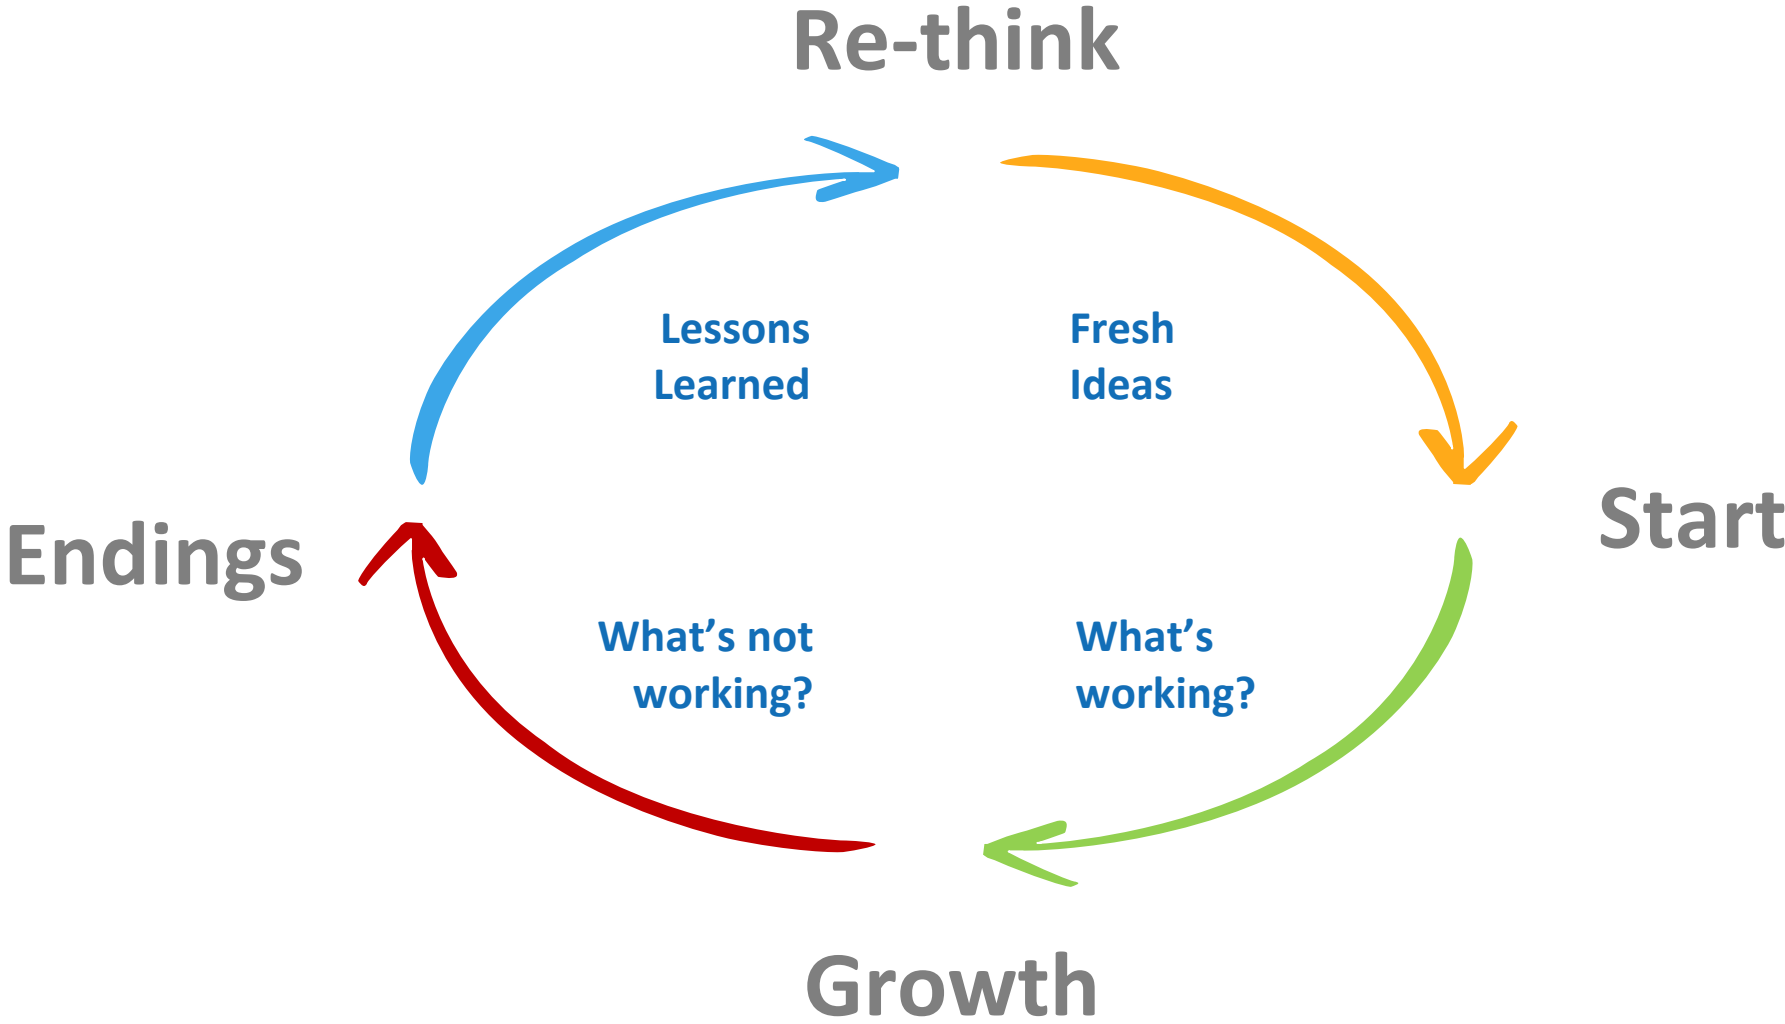 Re-think
Lessons
Learned
Fresh
Ideas
Start
Endings
What’s not
working?
What’s
working?
Growth